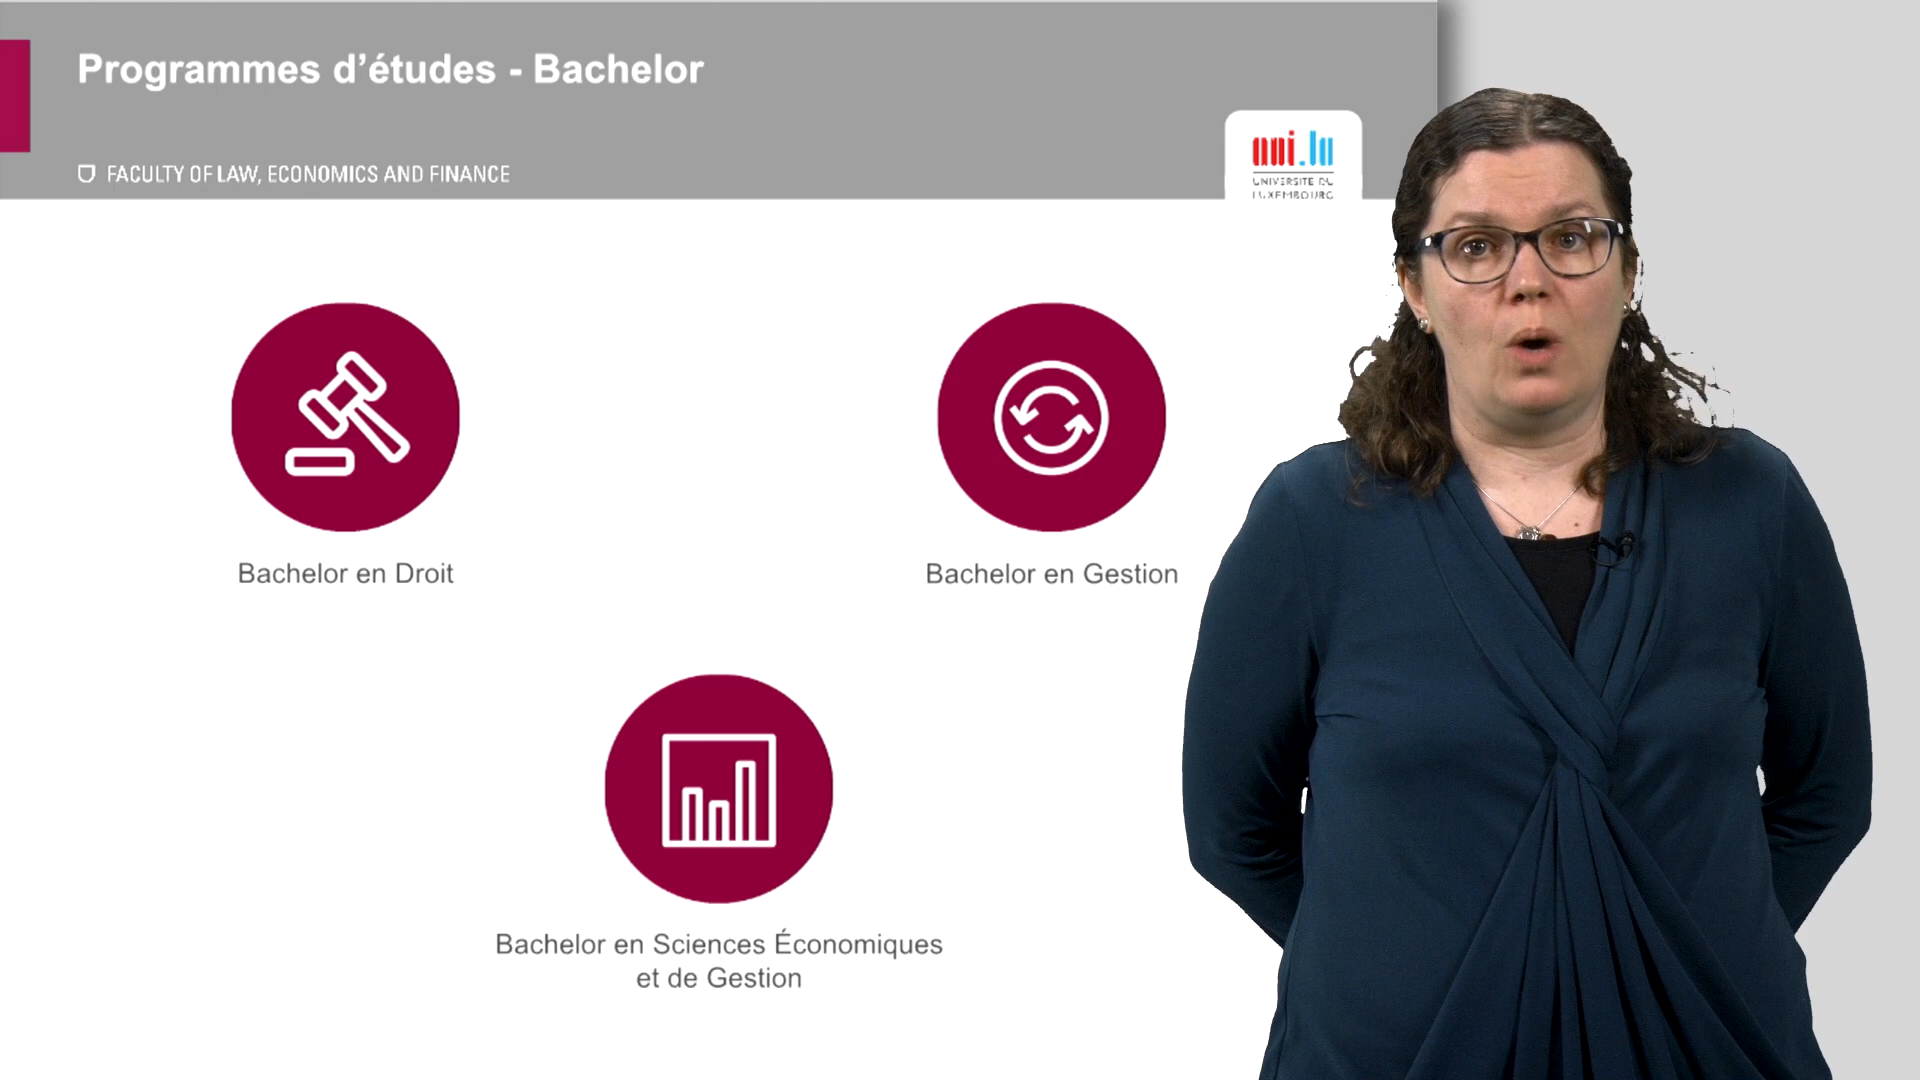 Programmes d’études - Bachelor
FACULTY OF LAW, ECONOMICS AND FINANCE
uni.lu
UNIVERSITÉ DU
LUXEMBOURG
Bachelor en Droit
Bachelor en Gestion
Bachelor en Sciences Économiques
et de Gestion